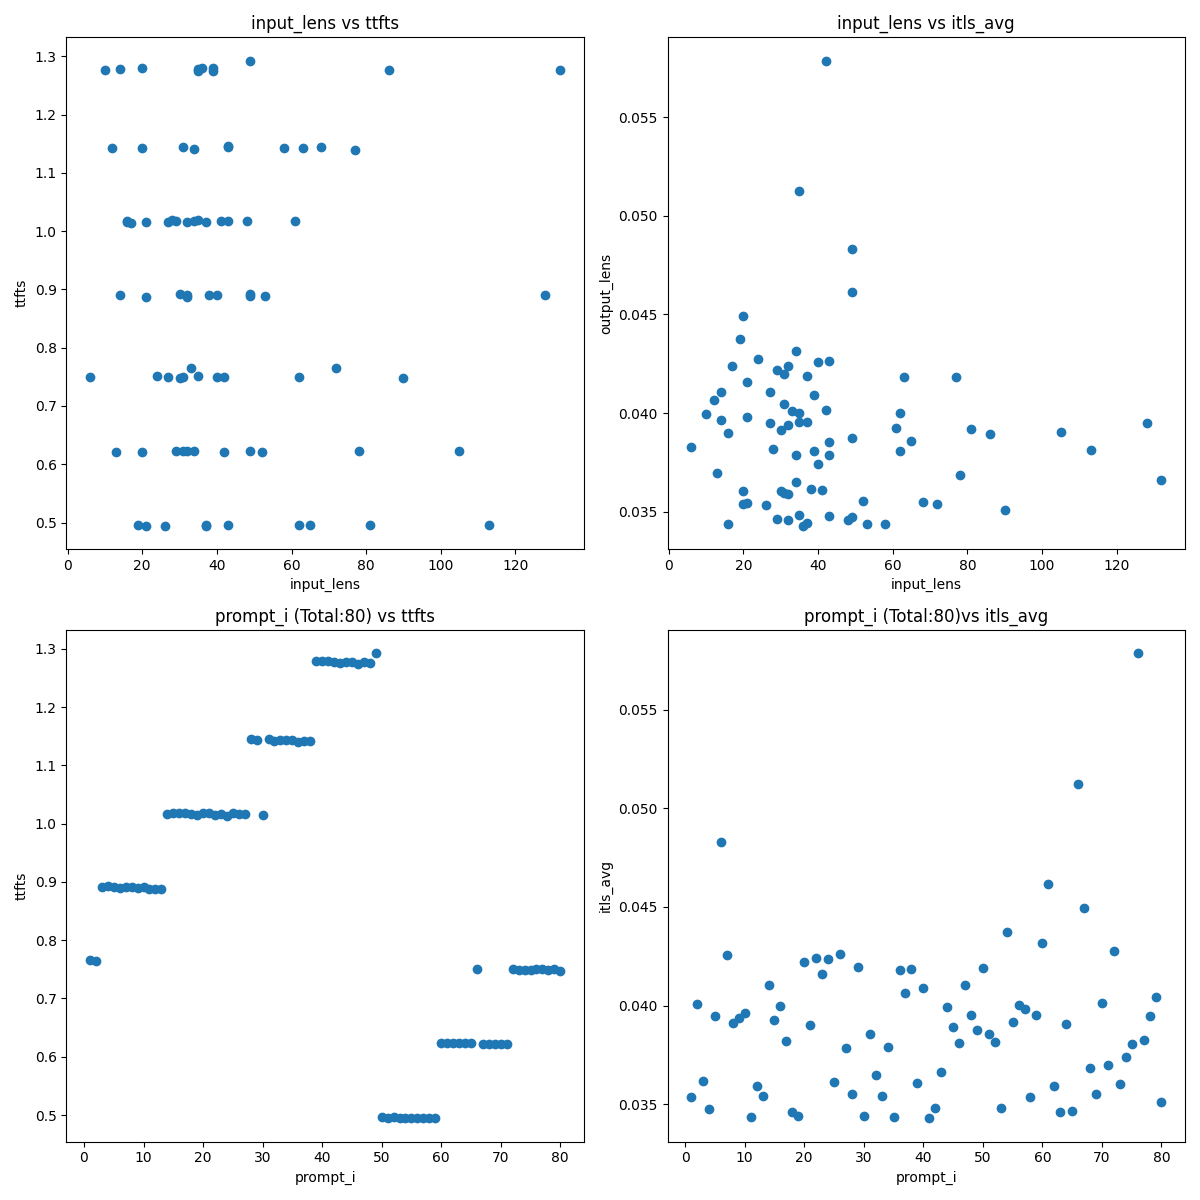 input_lens vs ttfts
1.3
1.2
1.1
1.0
0.9
0.8
0.7
0.6
0.5
ttfts
0 20 40 60 80 100 120
input_lens
input_lens vs itls_avg
0.055
0.050
0.045
0.040
0.035
output_lens
0 20 40 60 80 100 120
input_lens
prompt_i (Total:80) vs ttfts
1.3
1.2
1.1
1.0
0.9
0.8
0.7
0.6
0.5
ttfts
0 10 20 30 40 50 60 70 80
prompt_i
prompt_i (Total:80)vs itls_avg
0.055
0.050
0.045
0.040
0.035
itls_avg
0 10 20 30 40 50 60 70 80
prompt_i